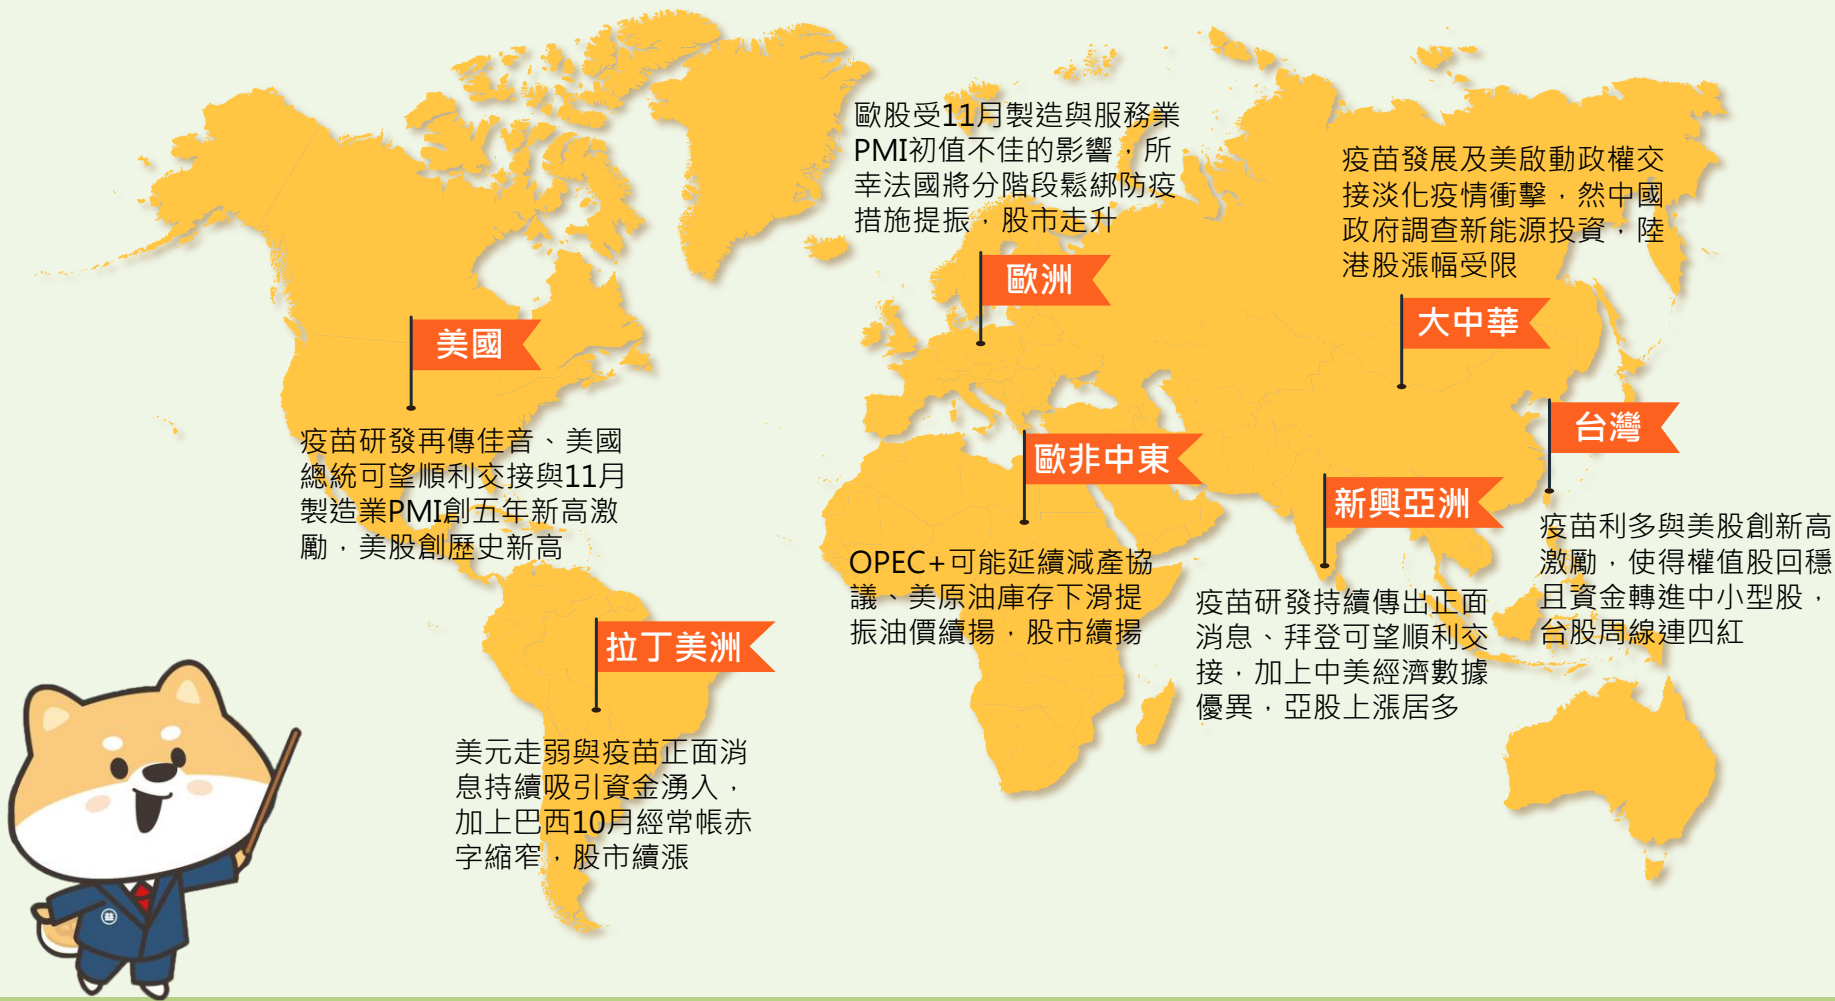 歐股受11月製造與服務業
PMI初值不佳的影響，所
幸法國將分階段鬆綁防疫
措施提振，股市走升
歐洲
疫苗發展及美啟動政權交
接淡化疫情衝擊，然中國
政府調查新能源投資，陸
港股漲幅受限
大中華
美國
疫苗研發再傳佳音、美國
總統可望順利交接與11月
製造業PMI創五年新高激
勵，美股創歷史新高
歐非中東
OPEC+可能延續減產協
議、美原油庫存下滑提
振油價續揚，股市續揚
台灣
疫苗利多與美股創新高
激勵，使得權值股回穩
且資金轉進中小型股，
台股周線連四紅
新興亞洲
疫苗研發持續傳出正面
消息、拜登可望順利交
接，加上中美經濟數據
優異，亞股上漲居多
拉丁美洲
美元走弱與疫苗正面消
息持續吸引資金湧入，
加上巴西10月經常帳赤
字縮窄，股市續漲